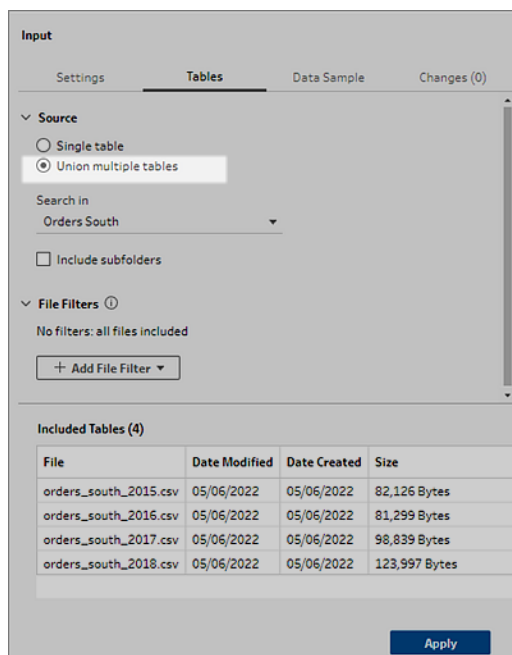 Input
Settings Tables Data Sample Changes (0)
Source
Single table
Union multiple tables
Search in
Orders South
Include subfolders
File Filters
No filters: all files included
+ Add File Filter
Included Tables (4)
File Date Modified Date Created Size
orders_south_2015.csv 05/06/2022 05/06/2022 82,126 Bytes
orders_south_2016.csv 05/06/2022 05/06/2022 81,299 Bytes
orders_south_2017.csv 05/06/2022 05/06/2022 98,839 Bytes
orders_south_2018.csv 05/06/2022 05/06/2022 123,997 Bytes
Apply